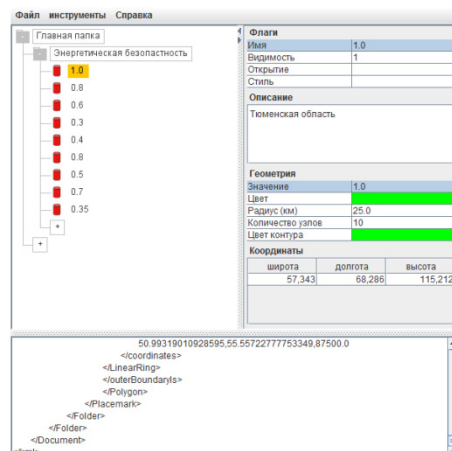 Файл инструменты Справка
Главная папка
Энергетическая безопастность
1.0
0.8
0.6
0.3
0.4
0.8
0.5
0.7
0.35
Флаги
Имя 1.0
Видимость 1
Открытие
Стиль
Описание
Тюменская область
Геометрия
Значение 1.0
Цвет
Радиус (км) 25.0
Количество узлов 10
Цвет контура
Координаты
широта долгота высота
57,343 68,286 115,212
50.99319010928595,55.55722777753349,87500.0
</coordinates>
</LinearRing>
</outerBoundaryIs>
</Polygon>
</Placemark>
</Folder>
</Folder>
</Document>